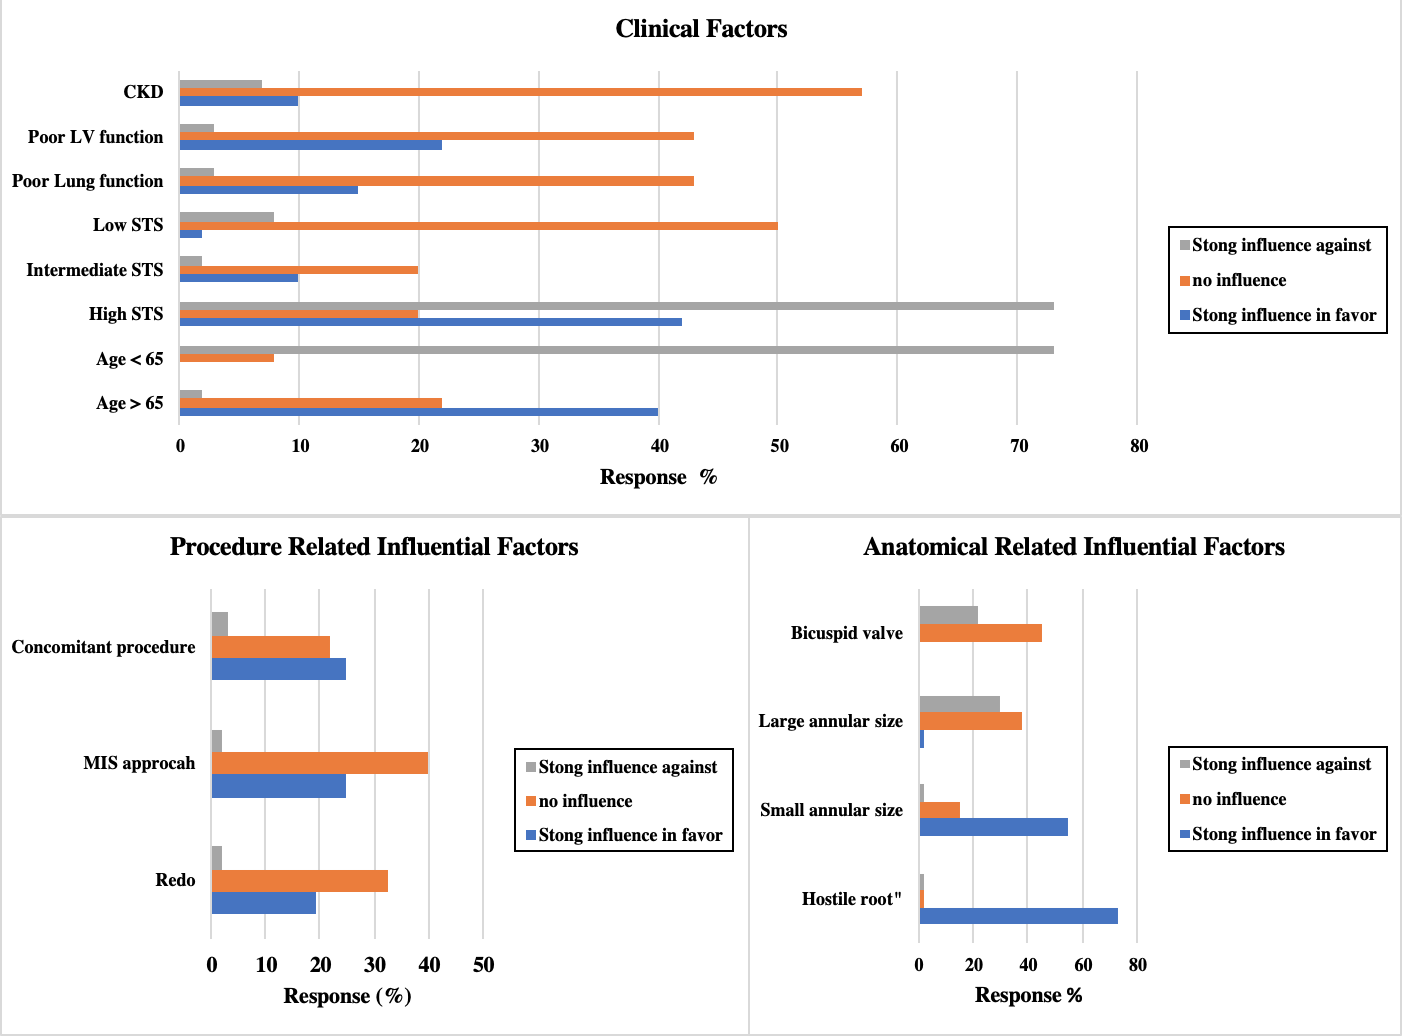 Clinical Factors
CKD
Poor LV function
Poor Lung function
Low STS
Intermediate STS
High STS
Age < 65
Age > 65
0 10 20 30 40 50 60 70 80
Response %
Stong influence against
no influence
Stong influence in favor
Procedure Related Influential Factors
Concomitant procedure
MIS approcah
Redo
0 10 20 30 40 50
Response (%)
Stong influence against
no influence
Stong influence in favor
Anatomical Related Influential Factors
Bicuspid valve
Large annular size
Small annular size
Hostile root"
0 20 40 60 80
Response %
Stong influence against
no influence
Stong influence in favor